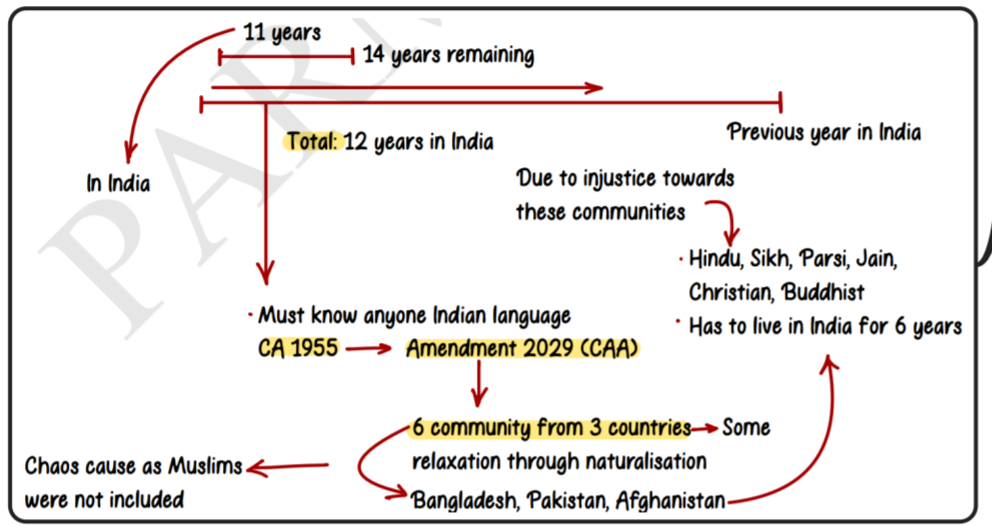 11 years
14 years remaining
Total: 12 years in India
Previous year in India
In India
Due to injustice towards
these communities
· Hindu, Sikh, Parsi, Jain,
Christian, Buddhist
· Has to live in India for 6 years
· Must know anyone Indian language
CA 1955 → Amendment 2029 (CAA)
6 community from 3 countries → Some
relaxation through naturalisation
Chaos cause as Muslims
were not included
Bangladesh, Pakistan, Afghanistan